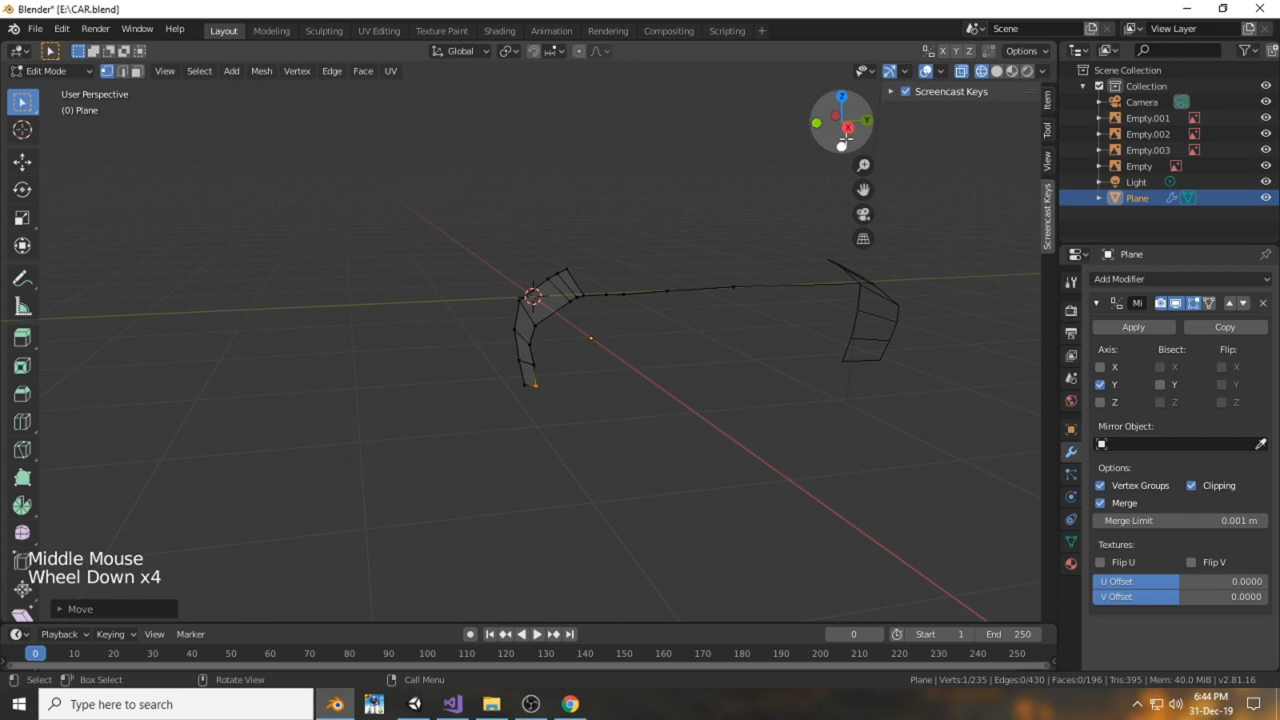 Blender* [E:\CAR.blend]
File Edit Render Window Help Layout Modeling Sculpting UV Editing Texture Paint Shading Animation Rendering Compositing Scripting + Scene View Layer
Global X Y Z Options
Edit Mode View Select Add Mesh Vertex Edge Face UV
User Perspective
(0) Plane
Z
Y
X
Screencast Keys
Item
Tool
View
Screencast Keys
Scene Collection
Collection
Camera
Empty.001
Empty.002
Empty.003
Empty
Light
Plane
Plane
Add Modifier
Mi
Apply Copy
Axis: Bisect: Flip:
X X X
Y Y Y
Z Z Z
Mirror Object:
Options:
Vertex Groups Clipping
Merge
Merge Limit 0.001 m
Textures:
Flip U Flip V
U Offset 0.0000
V Offset 0.0000
Middle Mouse
Wheel Down x4
Move
Playback Keying View Marker 0 Start 1 End 250
0 10 20 30 40 50 60 70 80 90 100 110 120 130 140 150 160 170 180 190 200 210 220 230 240 250
Select Box Select Rotate View Call Menu Plane | Verts:1/235 | Edges:0/430 | Faces:0/196 | Tris:395 | Mem: 40.0 MiB | v2.81.16
Type here to search
6:44 PM
31-Dec-19